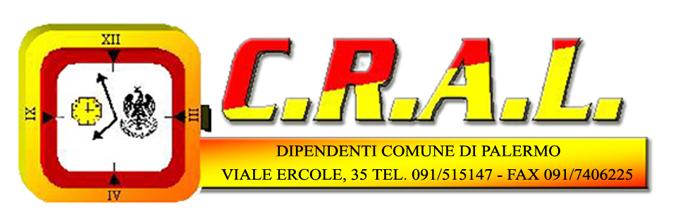 XII
IX
III
IV
C.R.A.L.
DIPENDENTI COMUNE DI PALERMO
VIALE ERCOLE, 35 TEL. 091/515147 - FAX 091/7406225